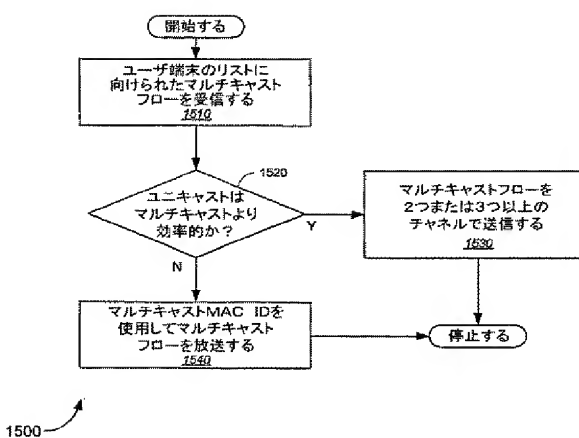 開始する
ユーザ端末のリストに
向けられたマルチキャスト
フローを受信する
1510
1520
ユニキャストは
マルチキャストより
効率的か？
Y
N
マルチキャストフローを
2つまたは3つ以上の
チャネルで送信する
1530
マルチキャストMAC IDを
使用してマルチキャスト
フローを放送する
1540
停止する
1500